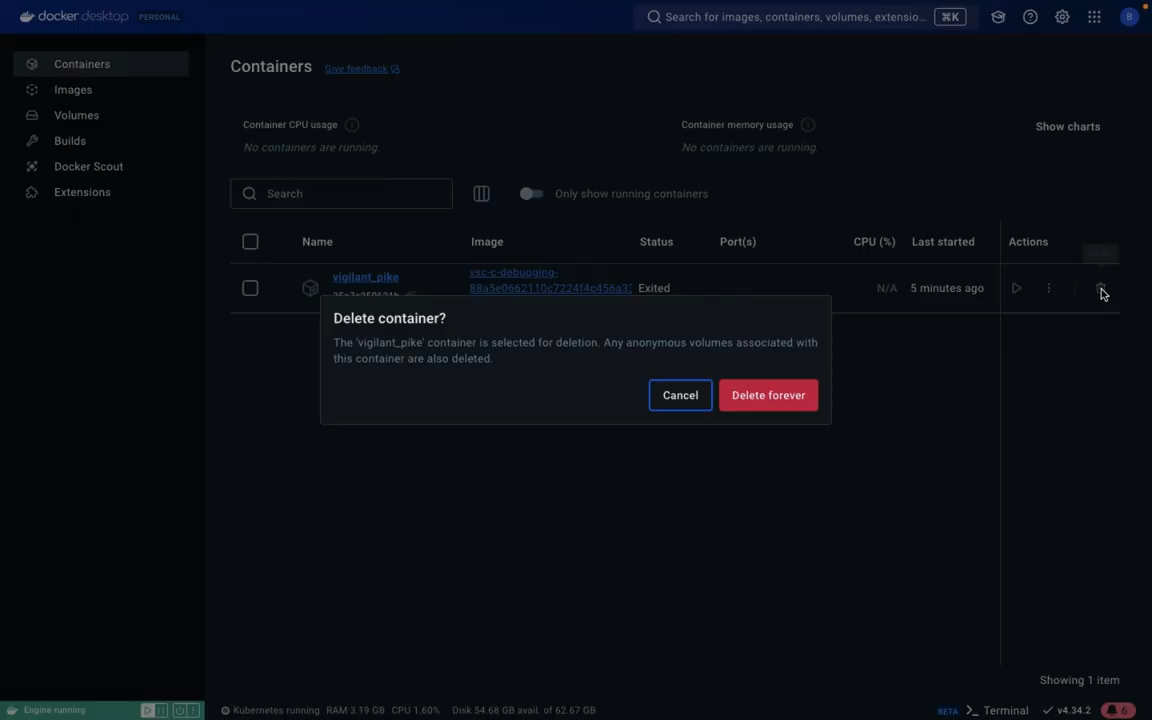 docker desktop PERSONAL
Search for images, containers, volumes, extensio... ⌘K
B
Containers
Images
Volumes
Builds
Docker Scout
Extensions
Containers Give feedback
Container CPU usage
No containers are running.
Container memory usage
No containers are running.
Show charts
Search
Only show running containers
Name Image Status Port(s) CPU (%) Last started Actions
vigilant_pike
vsc-c-debugging-
88a5e0662110c7224f4c456a33
Exited N/A 5 minutes ago
Delete container?
The 'vigilant_pike' container is selected for deletion. Any anonymous volumes associated with
this container are also deleted.
Cancel Delete forever
Showing 1 item
Engine running
Kubernetes running RAM 3.19 GB CPU 1.60% Disk 54.68 GB avail. of 62.67 GB
BETA >_ Terminal v4.34.2 6